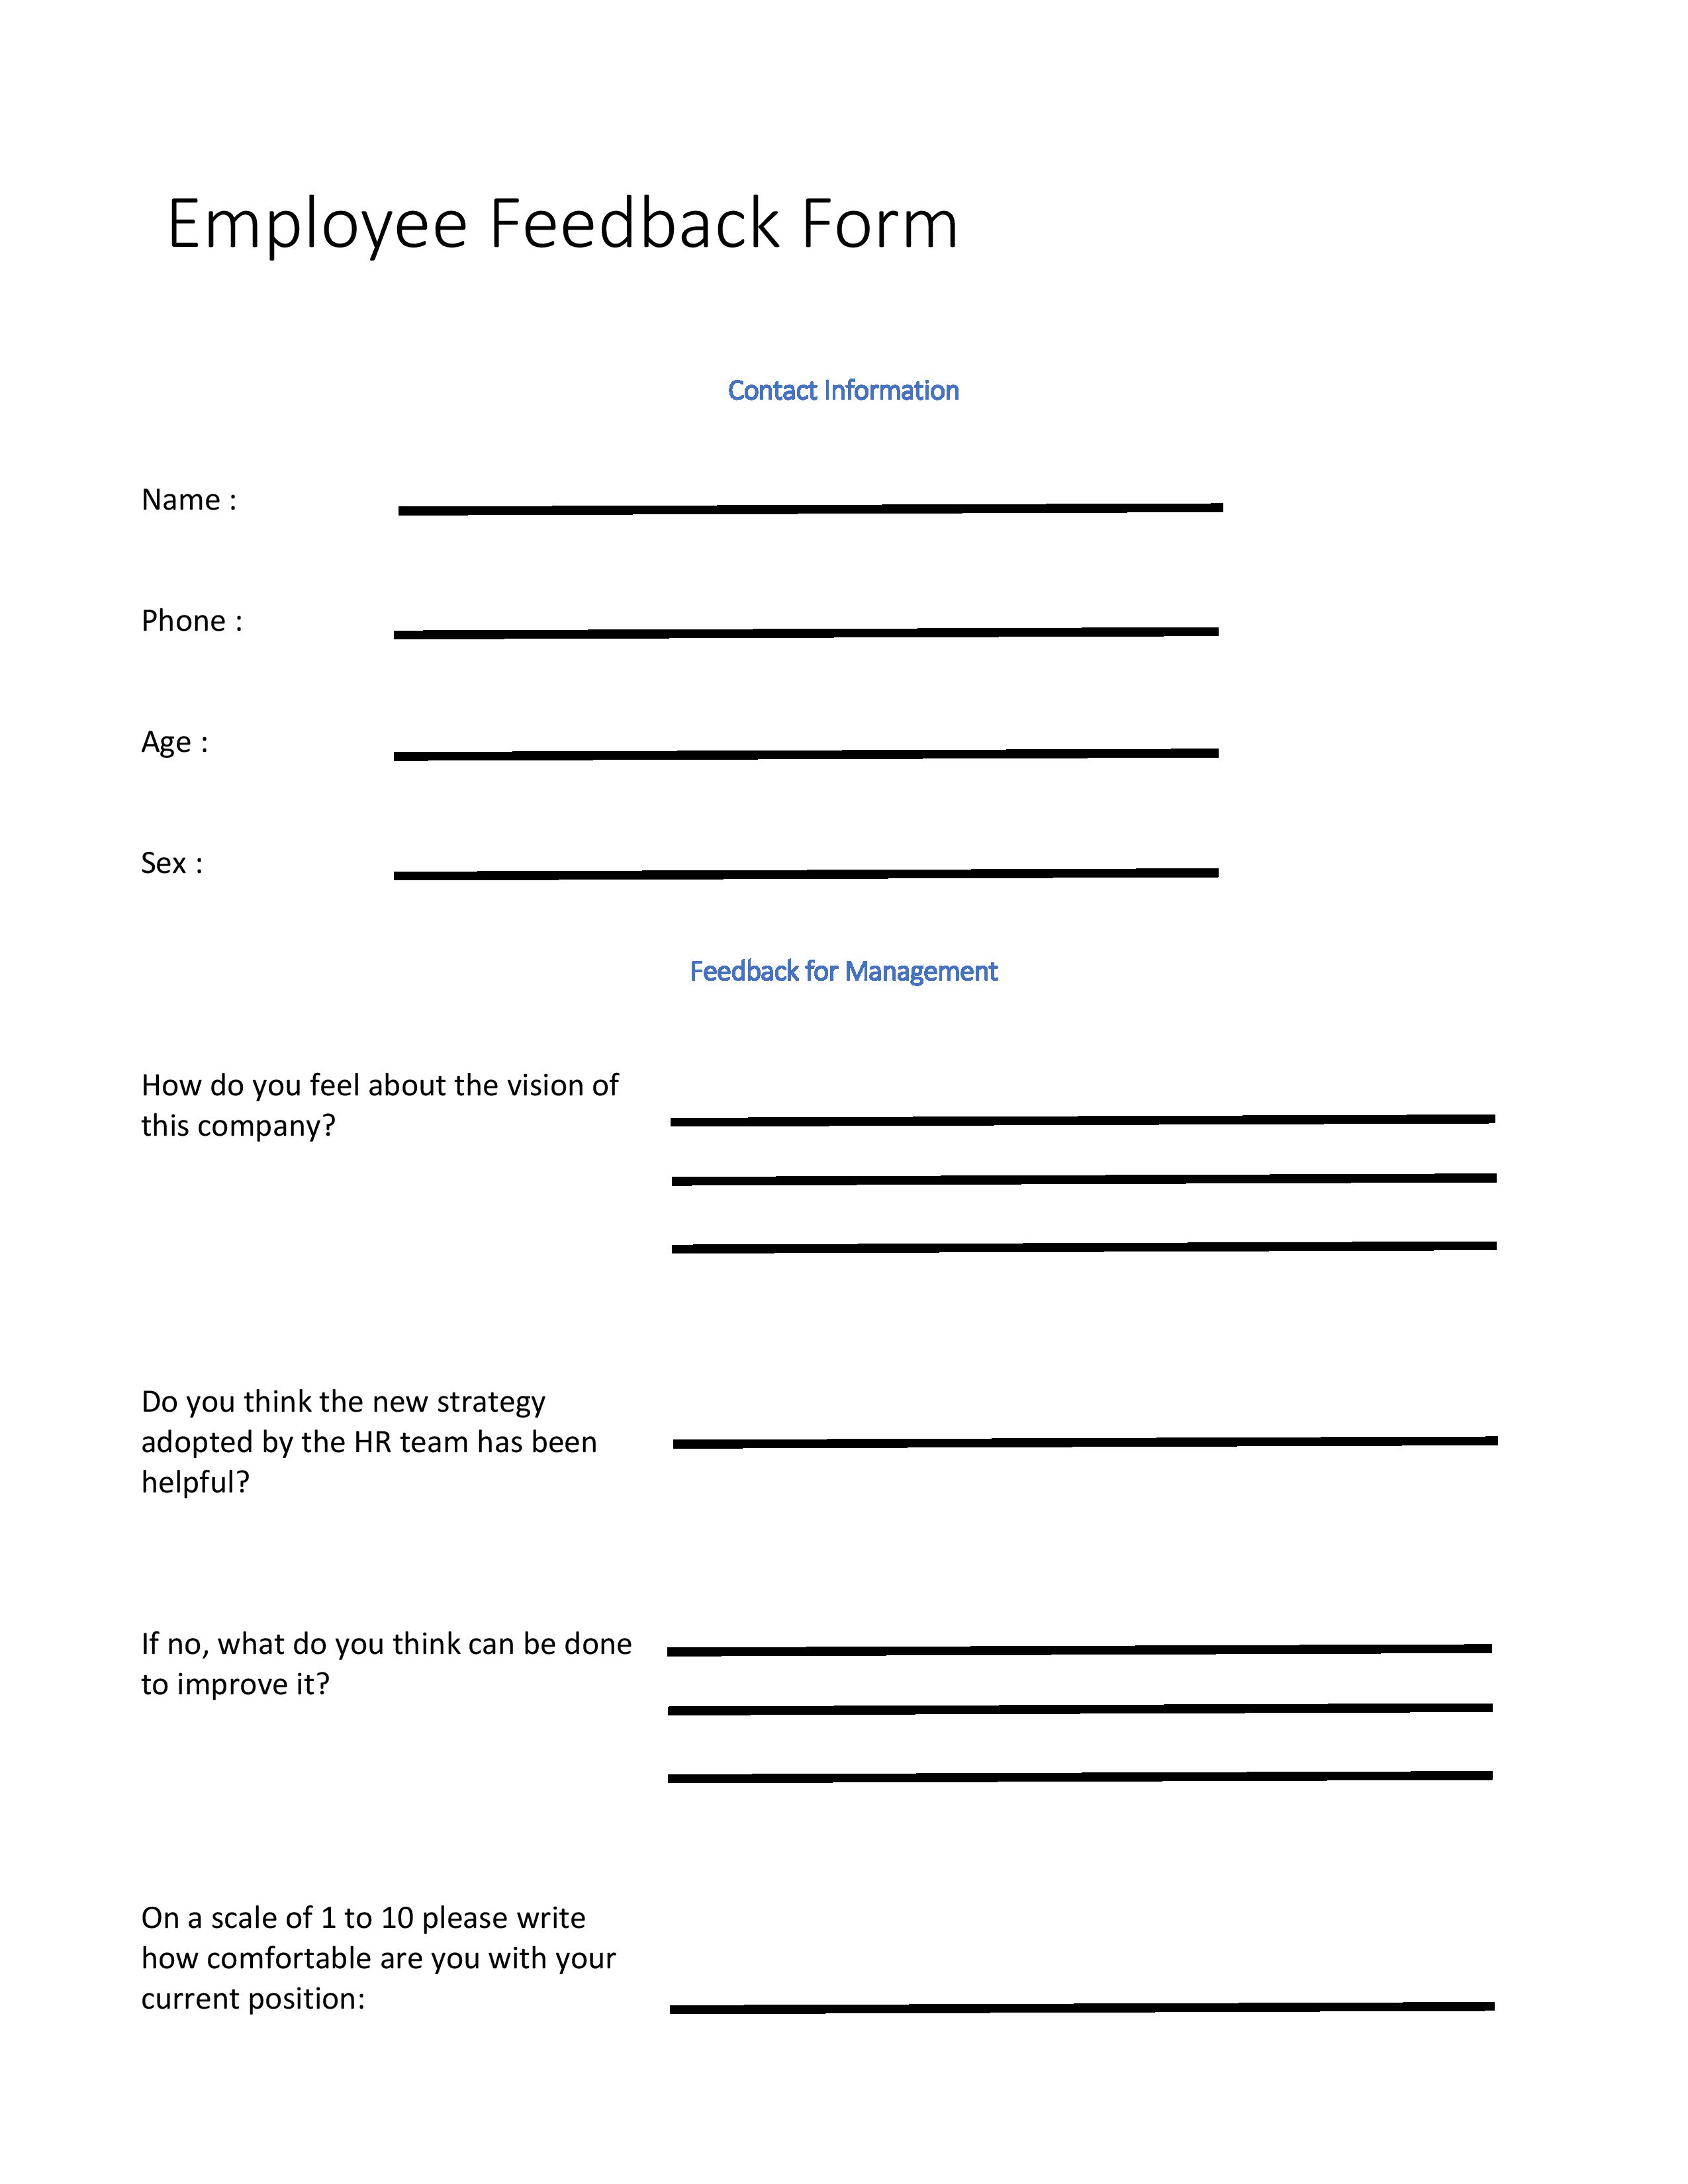 Employee Feedback Form
Contact Information
Name :
Phone :
Age :
Sex :
Feedback for Management
How do you feel about the vision of
this company?
Do you think the new strategy
adopted by the HR team has been
helpful?
If no, what do you think can be done
to improve it?
On a scale of 1 to 10 please write
how comfortable are you with your
current position: